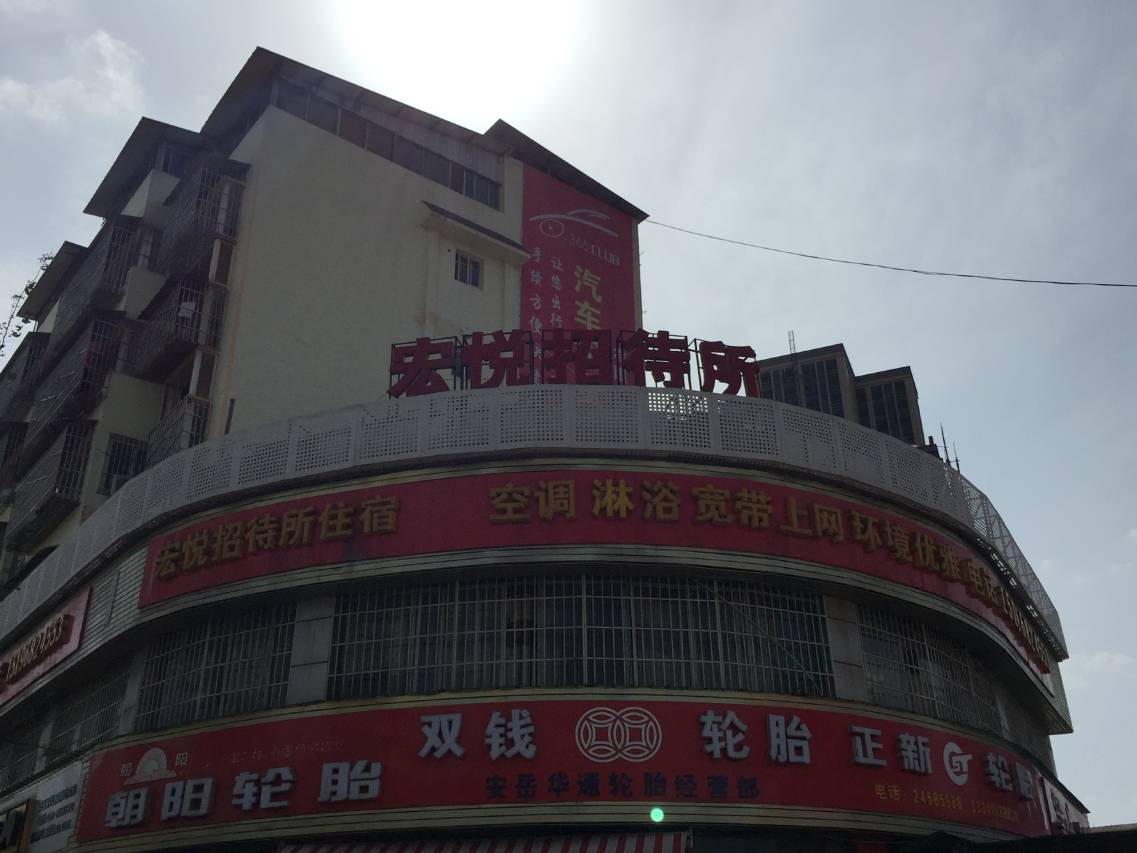 365CLUB
汽车
让您出行
手续方便
宏悦招待所
宏悦招待所住宿 空调 淋浴 宽带上网 环境优雅
朝阳
朝阳轮胎
双钱 轮胎
安岳华通轮胎经营部
正新 轮胎
电话：24585808